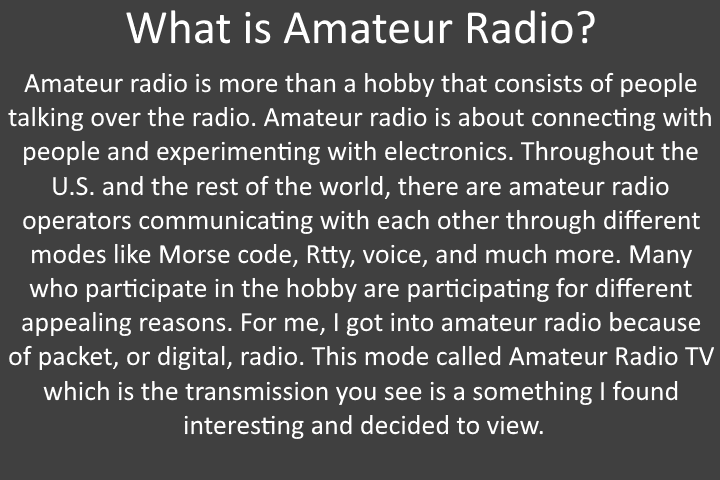 What is Amateur Radio?
Amateur radio is more than a hobby that consists of people
talking over the radio. Amateur radio is about connecting with
people and experimenting with electronics. Throughout the
U.S. and the rest of the world, there are amateur radio
operators communicating with each other through different
modes like Morse code, Rtty, voice, and much more. Many
who participate in the hobby are participating for different
appealing reasons. For me, I got into amateur radio because
of packet, or digital, radio. This mode called Amateur Radio TV
which is the transmission you see is a something I found
interesting and decided to view.